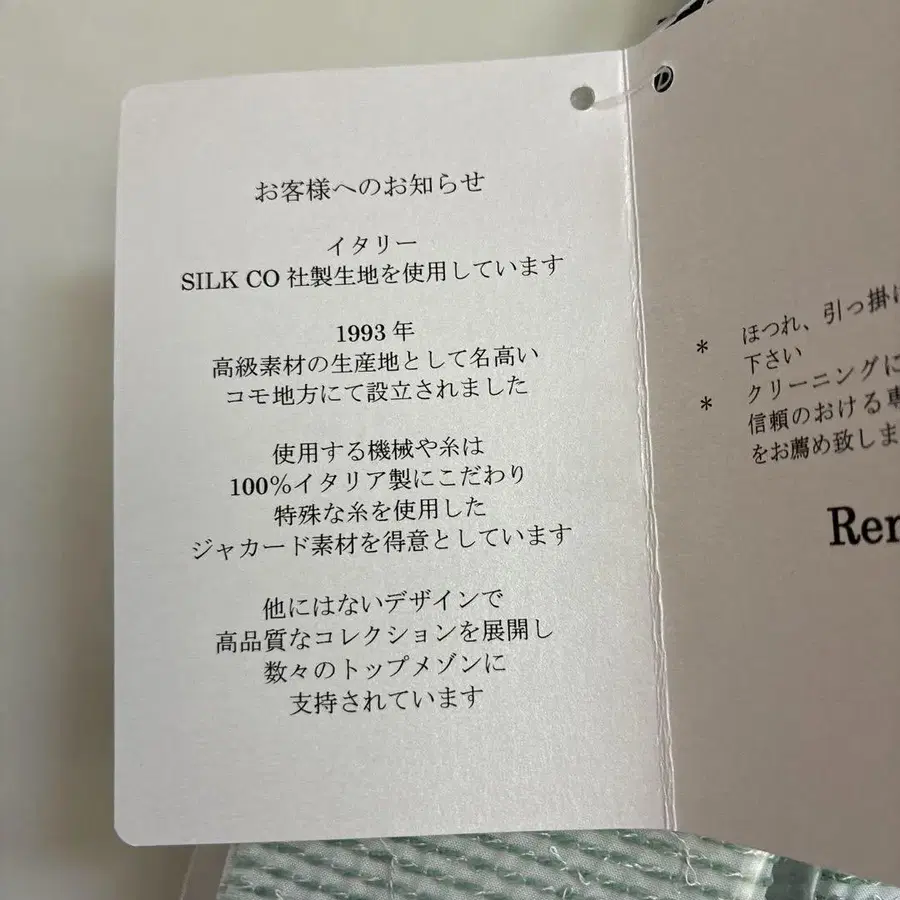 お客様へのお知らせ
イタリー
SILK CO 社製生地を使用しています
1993 年
高級素材の生産地として名高い
コモ地方にて設立されました
使用する機械や糸は
100%イタリア製にこだわり
特殊な糸を使用した
ジャカード素材を得意としています
他にはないデザインで
高品質なコレクションを展開し
数々のトップメゾンに
支持されています
* ほつれ、引っ掛け
下さい
* クリーニングに
信頼のおける専
をお薦め致しま
Ren